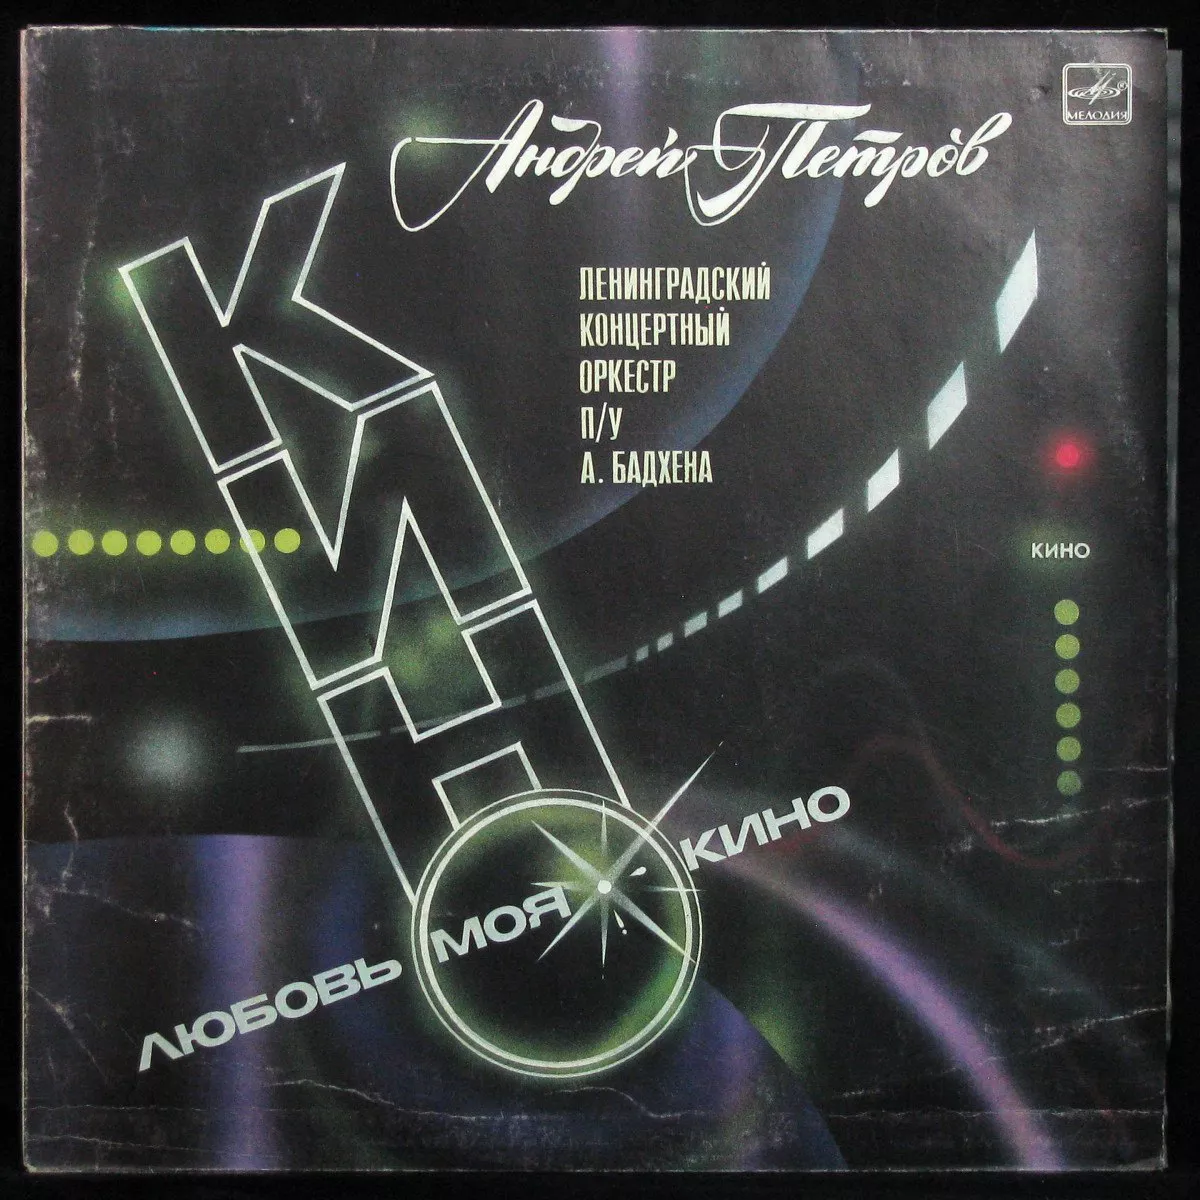 Андрей Петров
МЕЛОДИЯ
ЛЕНИНГРАДСКИЙ
КОНЦЕРТНЫЙ
ОРКЕСТР
П/У
А. БАДХЕНА
КИНО
КИНО
ЛЮБОВЬ МОЯ КИНО